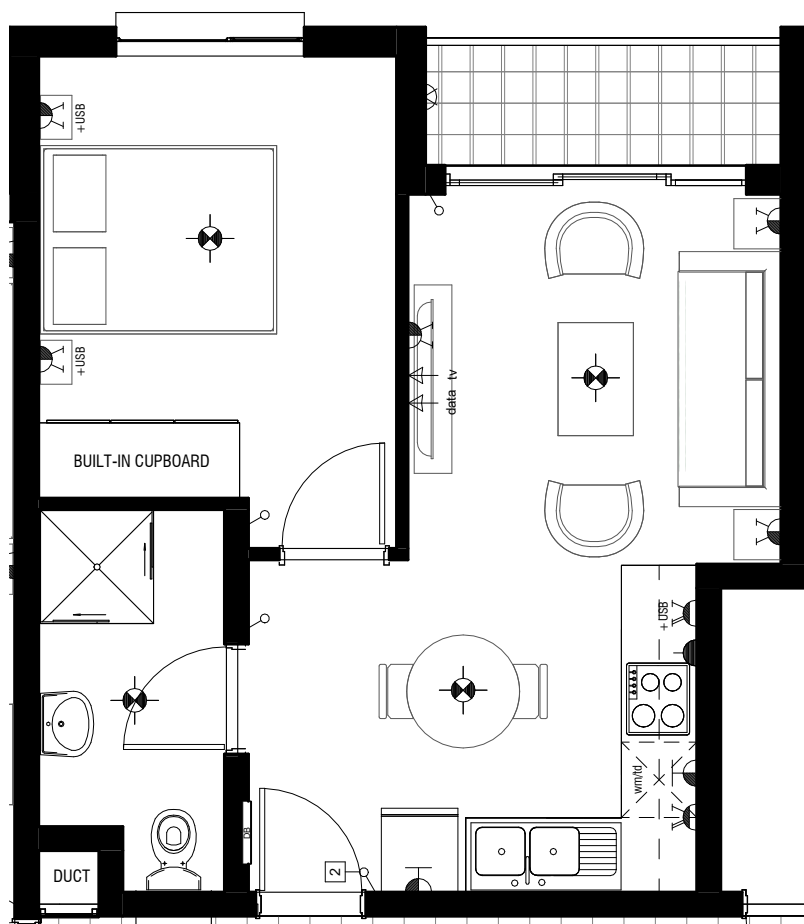 +USB
+USB
data tv
BUILT-IN CUPBOARD
+USB
wm/td
DB
2
DUCT